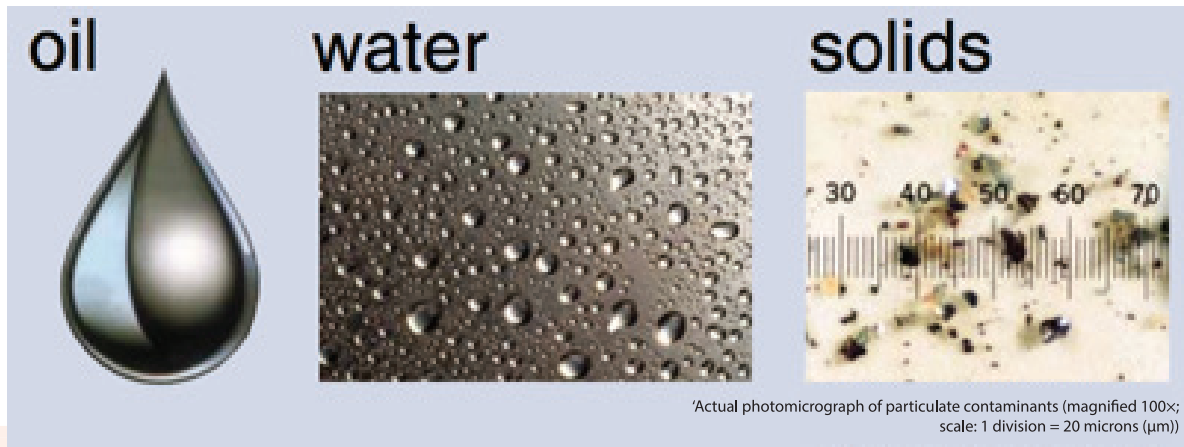 oil
water
solids
30 40 50 60 70
‘Actual photomicrograph of particulate contaminants (magnified 100×;
scale: 1 division = 20 microns (µm))